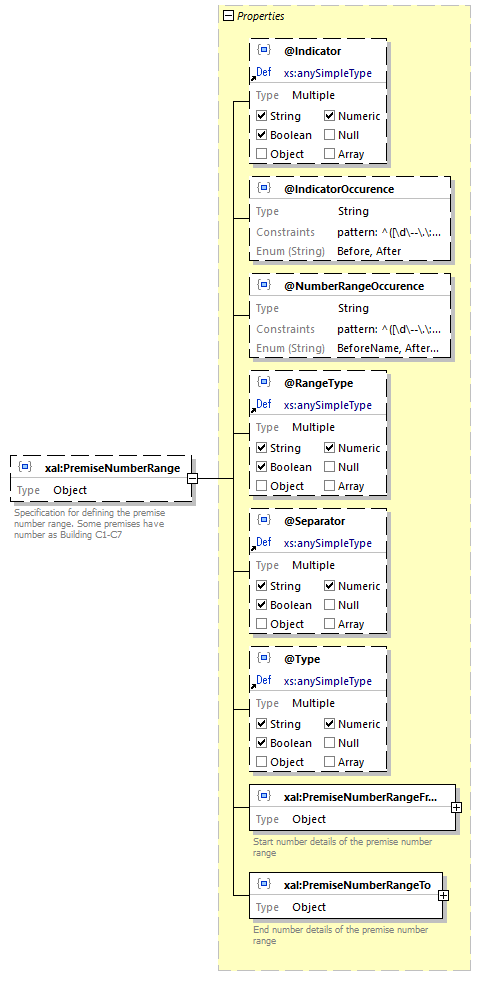 Properties
@Indicator
Def xs:anySimpleType
Type Multiple
String Numeric
Boolean Null
Object Array
@IndicatorOccurence
Type String
Constraints pattern: ^([\d\--\.\:...
Enum (String) Before, After
@NumberRangeOccurence
Type String
Constraints pattern: ^([\d\--\.\:...
Enum (String) BeforeName, After...
@RangeType
Def xs:anySimpleType
Type Multiple
String Numeric
Boolean Null
Object Array
xal:PremiseNumberRange
Type Object
Specification for defining the premise
number range. Some premises have
number as Building C1-C7
@Separator
Def xs:anySimpleType
Type Multiple
String Numeric
Boolean Null
Object Array
@Type
Def xs:anySimpleType
Type Multiple
String Numeric
Boolean Null
Object Array
xal:PremiseNumberRangeFr...
Type Object
Start number details of the premise number
range
xal:PremiseNumberRangeTo
Type Object
End number details of the premise number
range